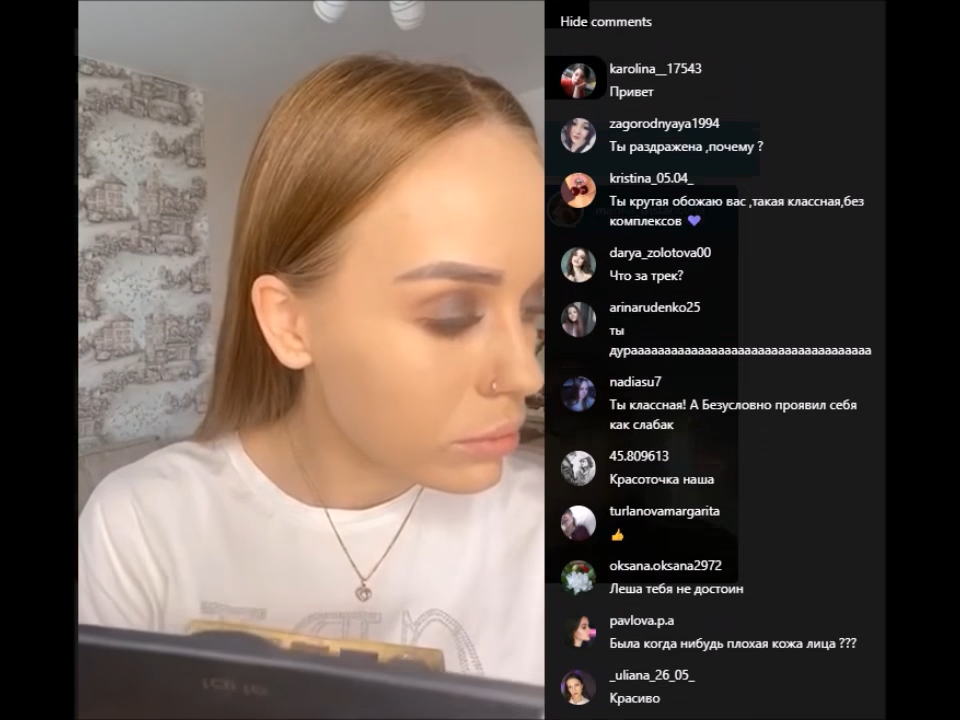 Hide comments
karolina__17543
Привет
zagorodnyaya1994
Ты раздражена ,почему ?
kristina_05.04_
Ты крутая обожаю вас ,такая классная,без
комплексов 💜
darya_zolotova00
Что за трек?
arinarudenko25
ты
дурааааааааааааааааааааааааааааааааааааа
nadiasu7
Ты классная! А Безусловно проявил себя
как слабак
45.809613
Красоточка наша
turlanovamargarita
👍
oksana.oksana2972
Леша тебя не достоин
pavlova.p.a
Была когда нибудь плохая кожа лица ???
_uliana_26_05_
Красиво